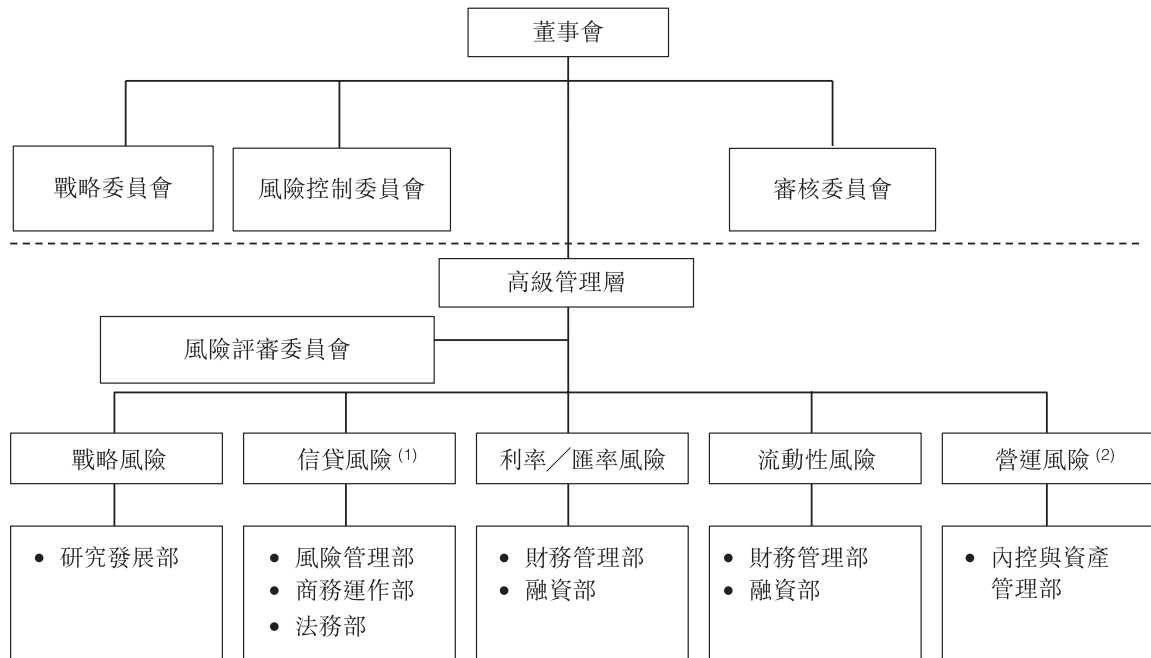 董事會
戰略委員會
風險控制委員會
審核委員會
高級管理層
風險評審委員會
戰略風險
信貸風險 (1)
利率／匯率風險
流動性風險
營運風險 (2)
• 研究發展部
• 風險管理部
• 商務運作部
• 法務部
• 財務管理部
• 融資部
• 財務管理部
• 融資部
• 內控與資產
管理部